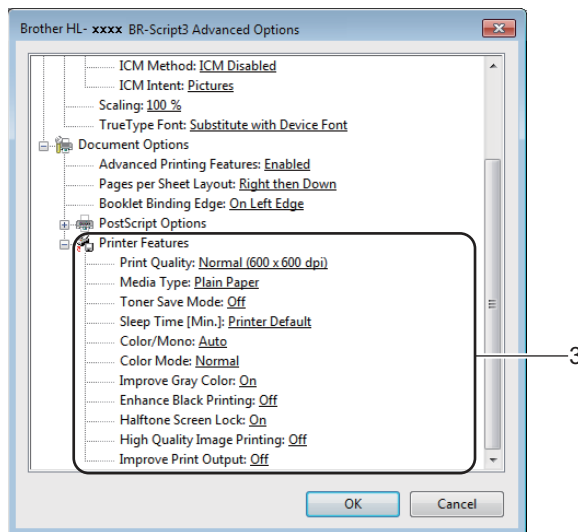 Brother HL- xxxx BR-Script3 Advanced Options
ICM Method: ICM Disabled
ICM Intent: Pictures
Scaling: 100 %
TrueType Font: Substitute with Device Font
Document Options
Advanced Printing Features: Enabled
Pages per Sheet Layout: Right then Down
Booklet Binding Edge: On Left Edge
PostScript Options
Printer Features
Print Quality: Normal (600 x 600 dpi)
Media Type: Plain Paper
Toner Save Mode: Off
Sleep Time [Min.]: Printer Default
Color/Mono: Auto
3
Color Mode: Normal
Improve Gray Color: On
Enhance Black Printing: Off
Halftone Screen Lock: On
High Quality Image Printing: Off
Improve Print Output: Off
OK Cancel